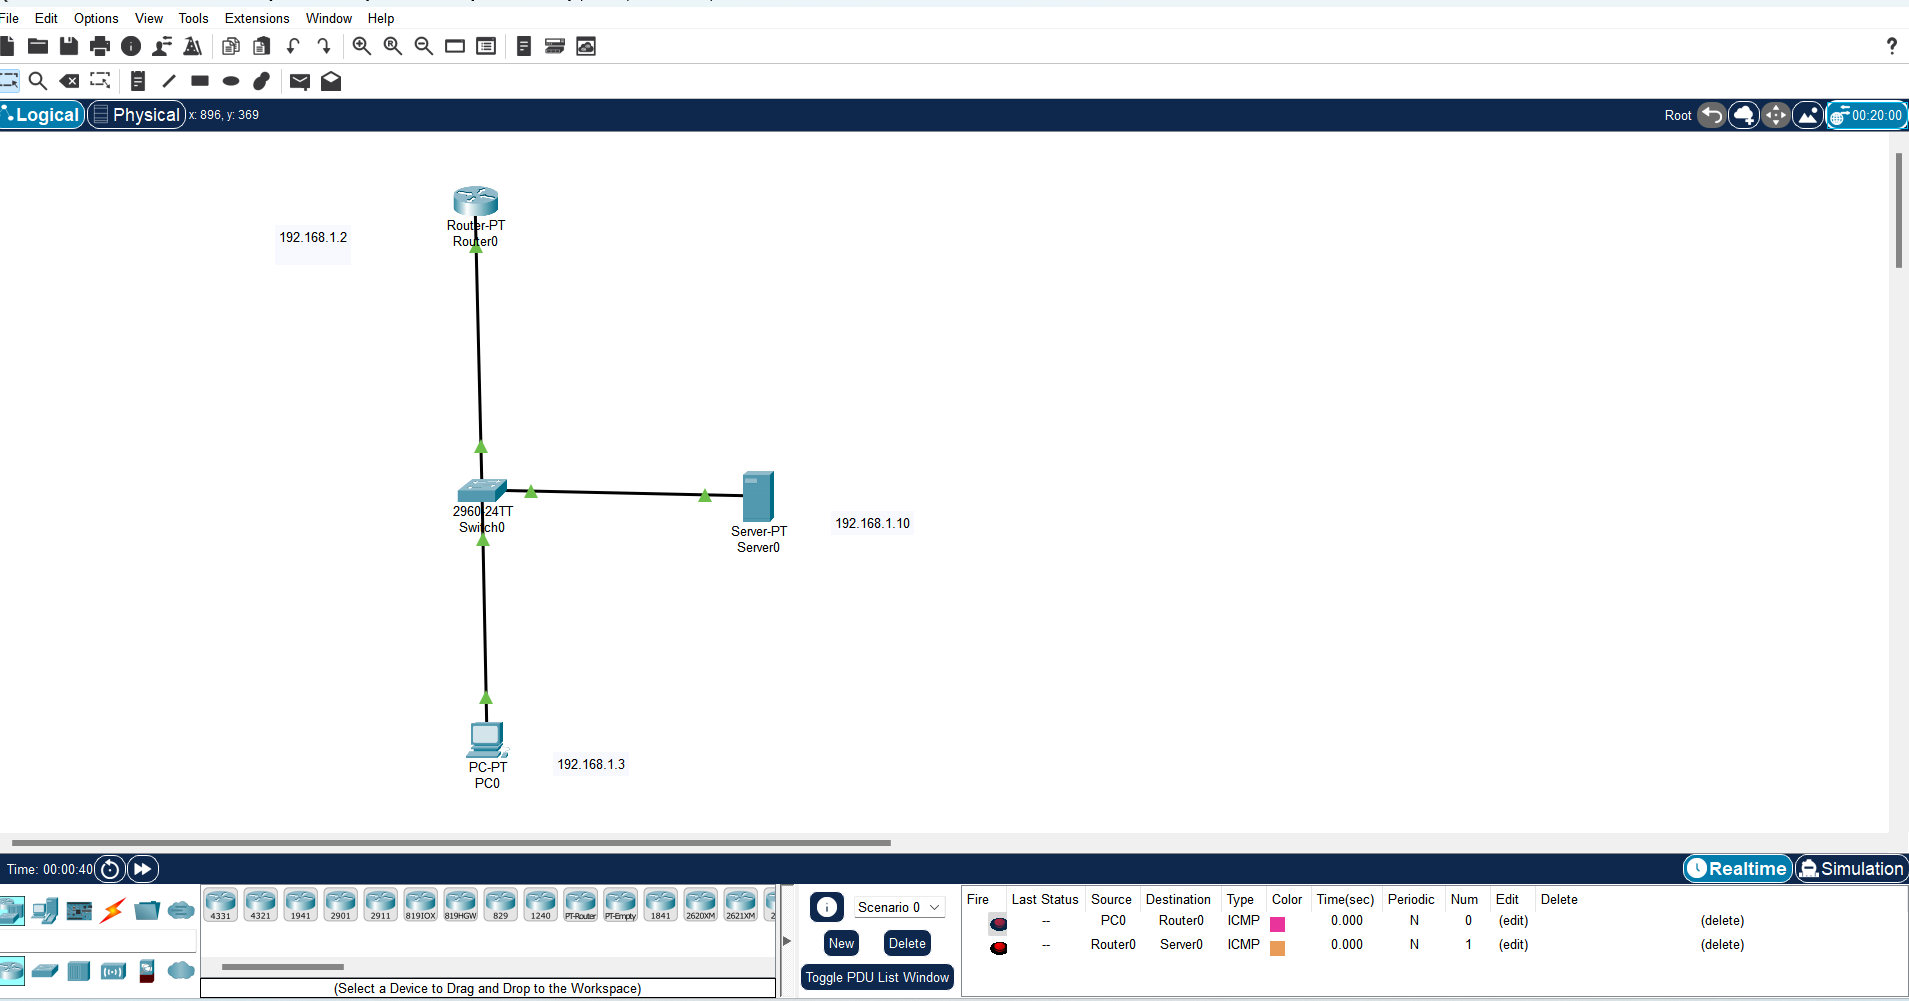 File Edit Options View Tools Extensions Window Help
?
Logical Physical x: 896, y: 369 Root 00:20:00
Router-PT
Router0
192.168.1.2
2960-24TT
Switch0
Server-PT
Server0
192.168.1.10
PC-PT
PC0
192.168.1.3
Time: 00:00:40 Realtime Simulation
4331 4321 1941 2901 2911 819IOX 819HGW 829 1240 PT-Router PT-Empty 1841 2620XM 2621XM 2
(Select a Device to Drag and Drop to the Workspace)
Scenario 0
New Delete
Toggle PDU List Window
Fire Last Status Source Destination Type Color Time(sec) Periodic Num Edit Delete
-- PC0 Router0 ICMP 0.000 N 0 (edit) (delete)
-- Router0 Server0 ICMP 0.000 N 1 (edit) (delete)